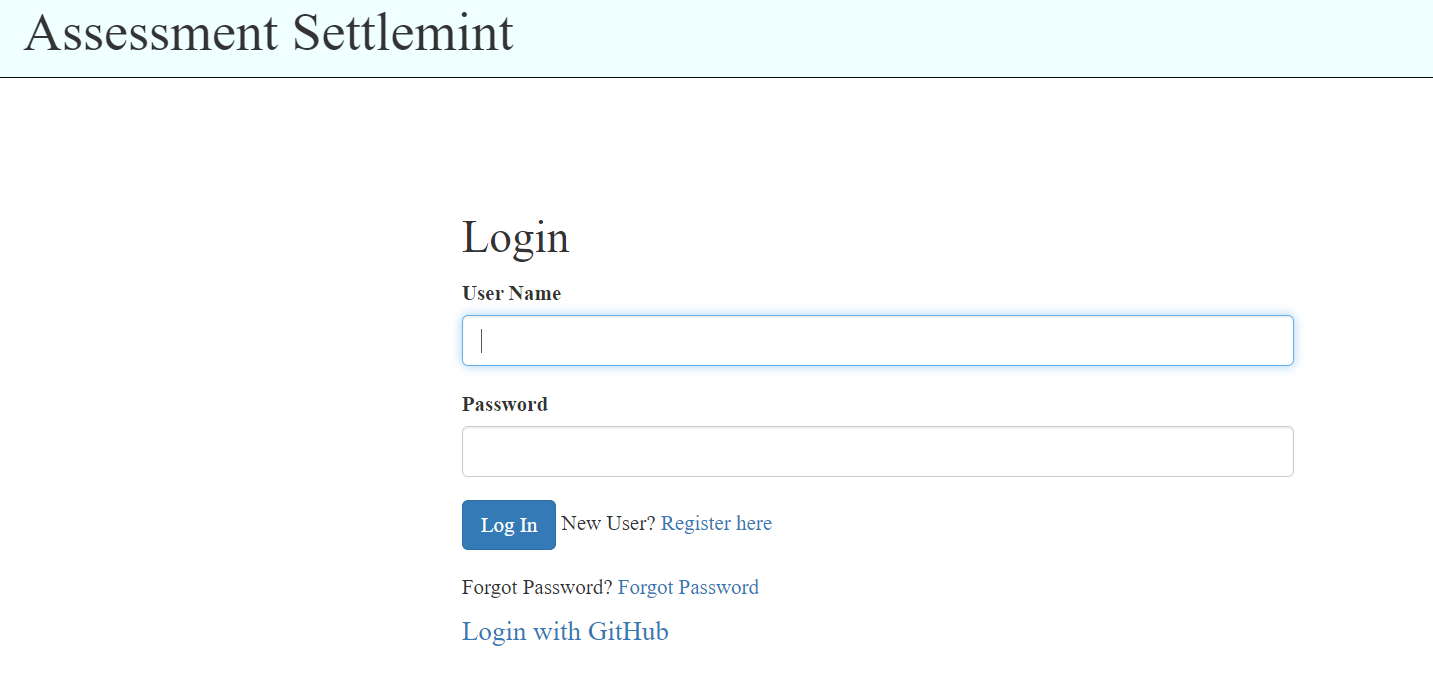 Assessment Settlemint
Login
User Name
Password
Log In New User? Register here
Forgot Password? Forgot Password
Login with GitHub